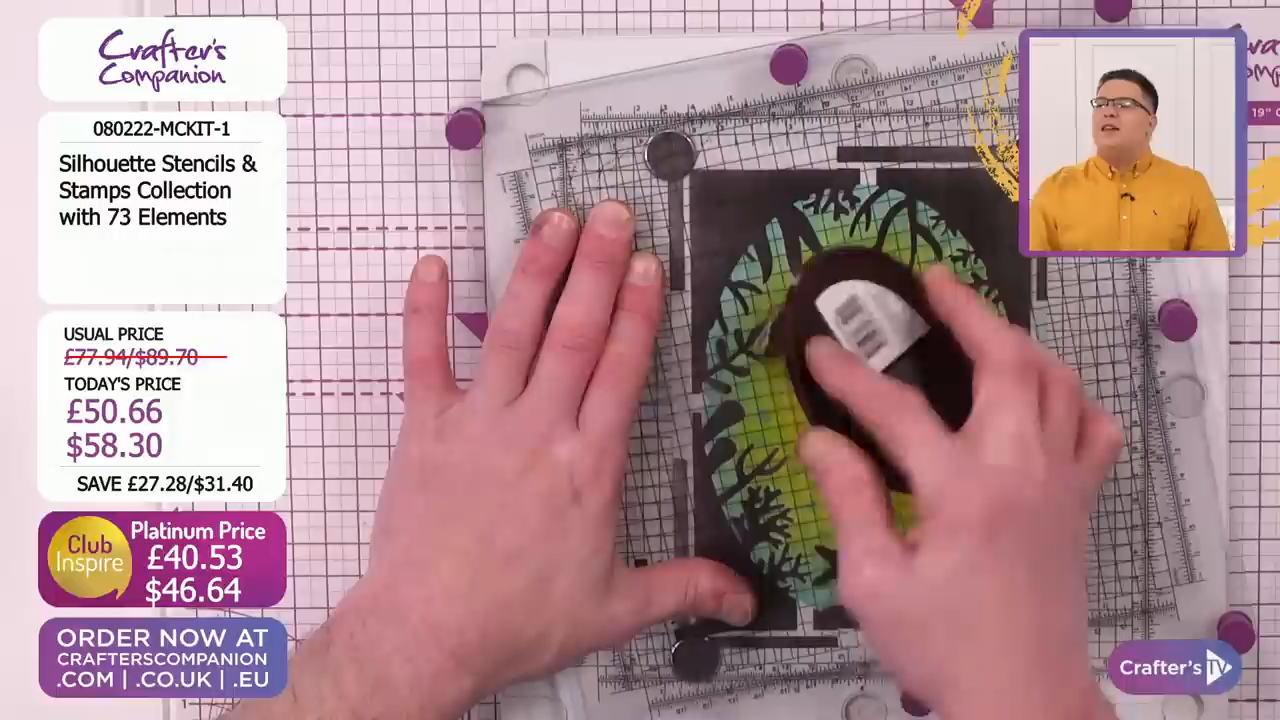 Crafter's
Companion
080222-MCKIT-1
Silhouette Stencils &
Stamps Collection
with 73 Elements
USUAL PRICE
£77.94/$89.70
TODAY'S PRICE
£50.66
$58.30
SAVE £27.28/$31.40
Club
Inspire
Platinum Price
£40.53
$46.64
ORDER NOW AT
CRAFTERSCOMPANION
.COM | .CO.UK | .EU
19"
Crafter's TV